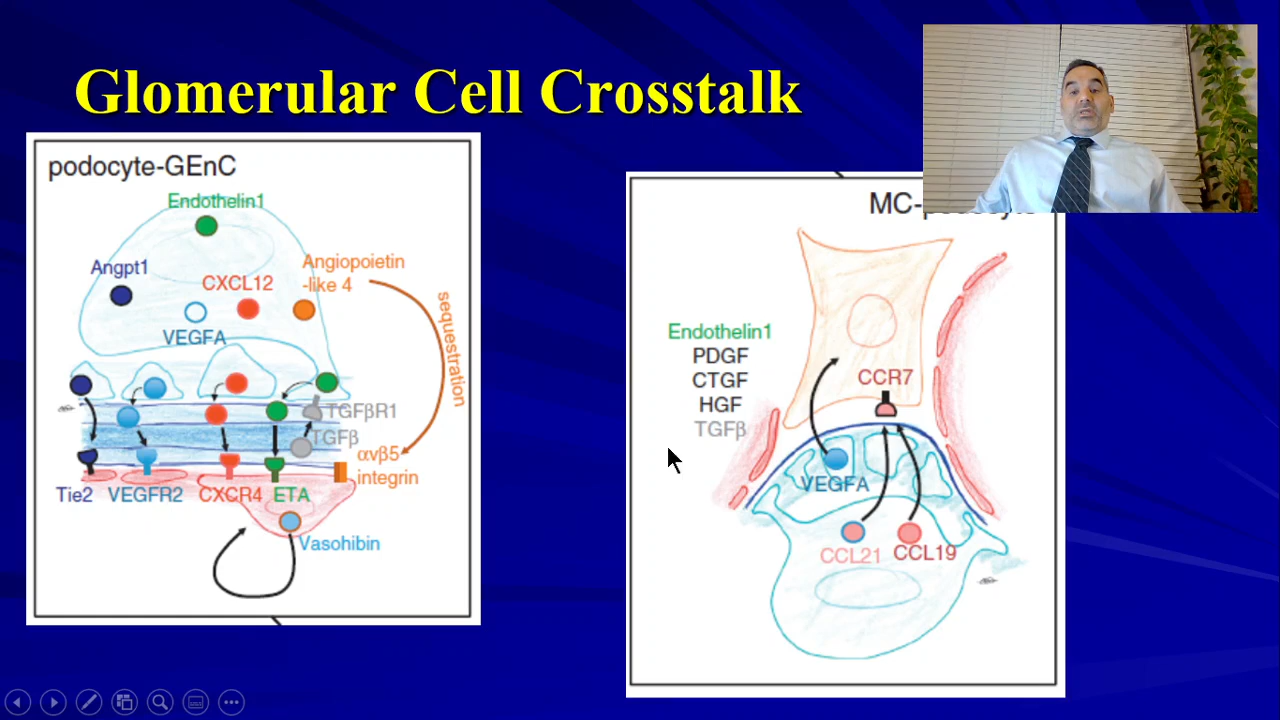 Glomerular Cell Crosstalk
podocyte-GEnC
Endothelin1
Angpt1
CXCL12
Angiopoietin
-like 4
VEGFA
sequestration
TGFβR1
TGFβ
αvβ5
integrin
Tie2 VEGFR2 CXCR4 ETA
Vasohibin
MC-podocyte
Endothelin1
PDGF
CTGF
HGF
TGFβ
CCR7
VEGFA
CCL21 CCL19